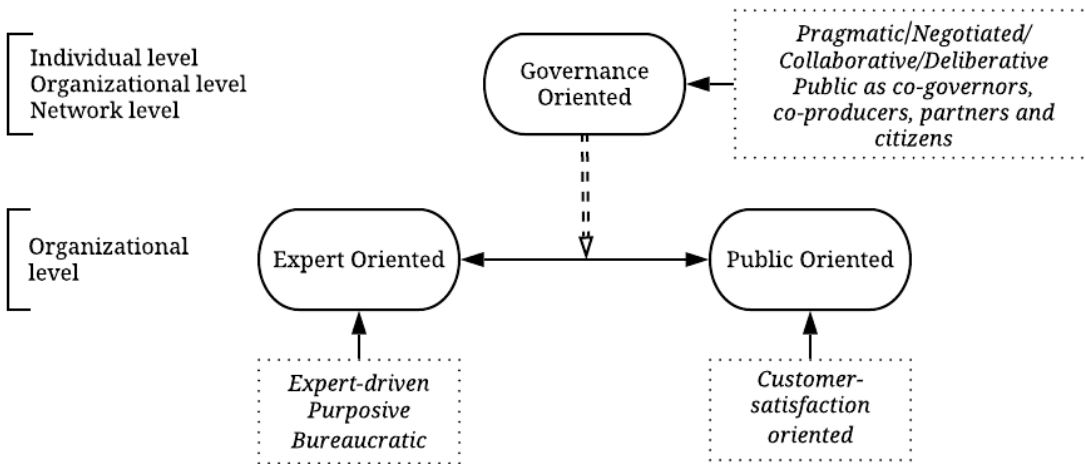 Individual level
Organizational level
Network level
Governance
Oriented
Pragmatic/Negotiated/
Collaborative/Deliberative
Public as co-governors,
co-producers, partners and
citizens
Organizational
level
Expert Oriented
Public Oriented
Expert-driven
Purposive
Bureaucratic
Customer-
satisfaction
oriented